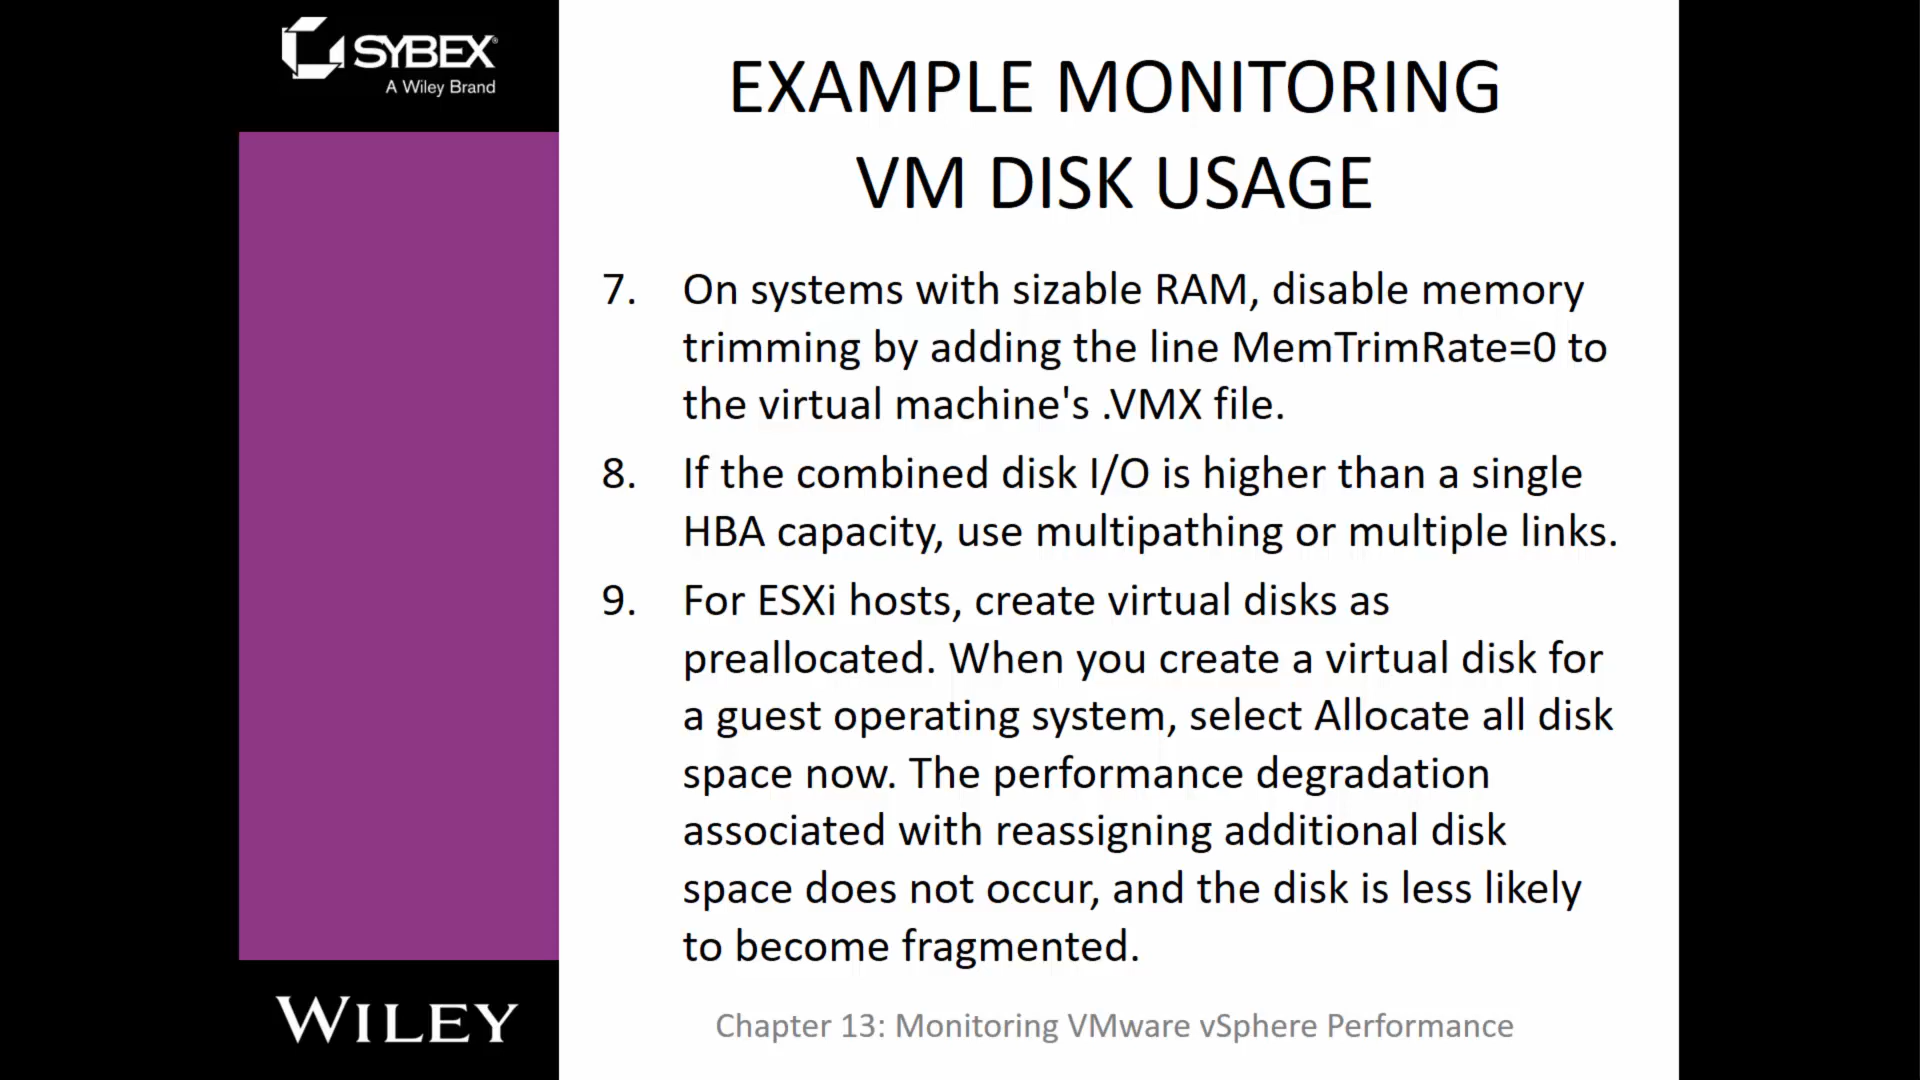 SYBEX®
A Wiley Brand
EXAMPLE MONITORING
VM DISK USAGE
7. On systems with sizable RAM, disable memory
trimming by adding the line MemTrimRate=0 to
the virtual machine's .VMX file.
8. If the combined disk I/O is higher than a single
HBA capacity, use multipathing or multiple links.
9. For ESXi hosts, create virtual disks as
preallocated. When you create a virtual disk for
a guest operating system, select Allocate all disk
space now. The performance degradation
associated with reassigning additional disk
space does not occur, and the disk is less likely
to become fragmented.
WILEY
Chapter 13: Monitoring VMware vSphere Performance